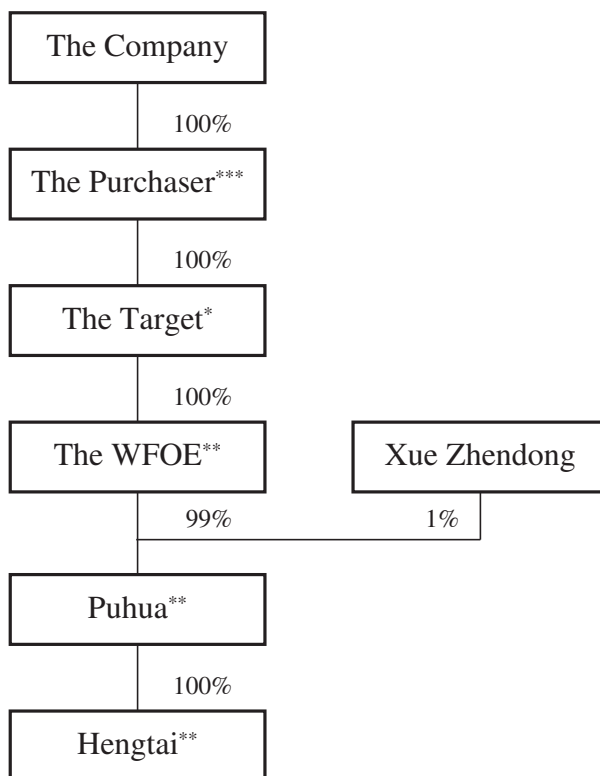 The Company
100%
The Purchaser***
100%
The Target*
100%
The WFOE**
Xue Zhendong
99%
1%
Puhua**
100%
Hengtai**